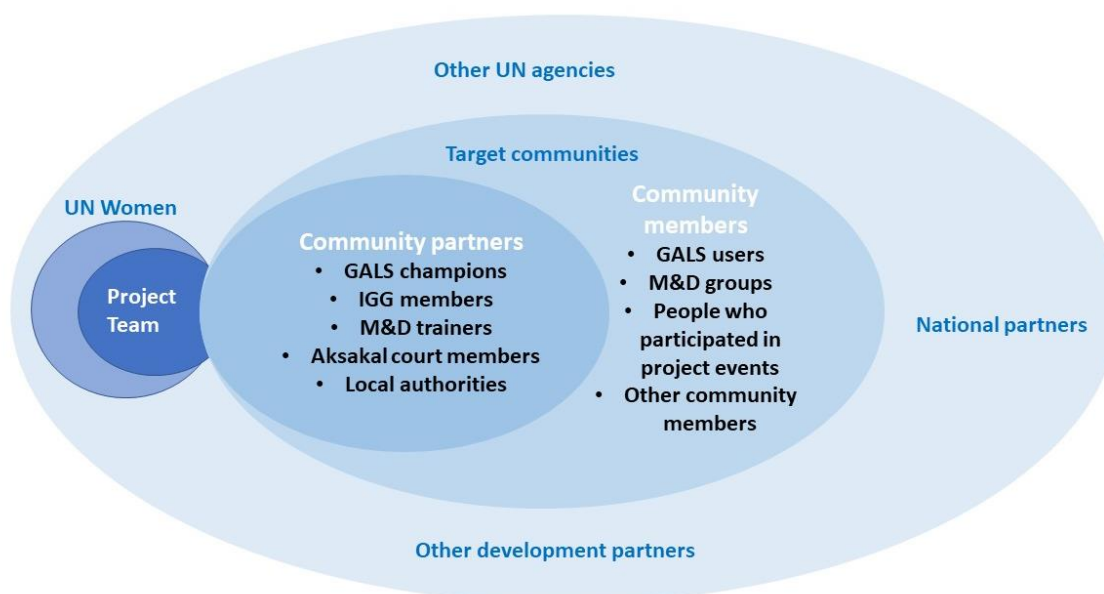 Other UN agencies
Target communities
UN Women
Project
Team
Community partners
• GALS champions
• IGG members
• M&D trainers
• Aksakal court members
• Local authorities
Community
members
• GALS users
• M&D groups
• People who
participated in
project events
• Other community
members
National partners
Other development partners